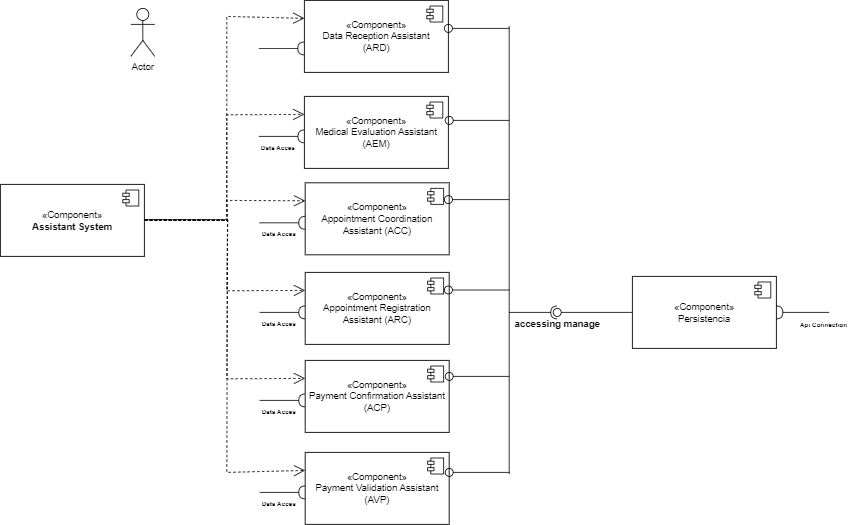 Actor
«Component»
Data Reception Assistant
(ARD)
«Component»
Medical Evaluation Assistant
(AEM)
Data Acces
«Component»
Assistant System
«Component»
Appointment Coordination
Assistant (ACC)
Data Acces
«Component»
Appointment Registration
Assistant (ARC)
Data Acces
accessing manage
«Component»
Persistencia
Api Connection
«Component»
Payment Confirmation Assistant
(ACP)
Data Acces
«Component»
Payment Validation Assistant
(AVP)
Data Acces